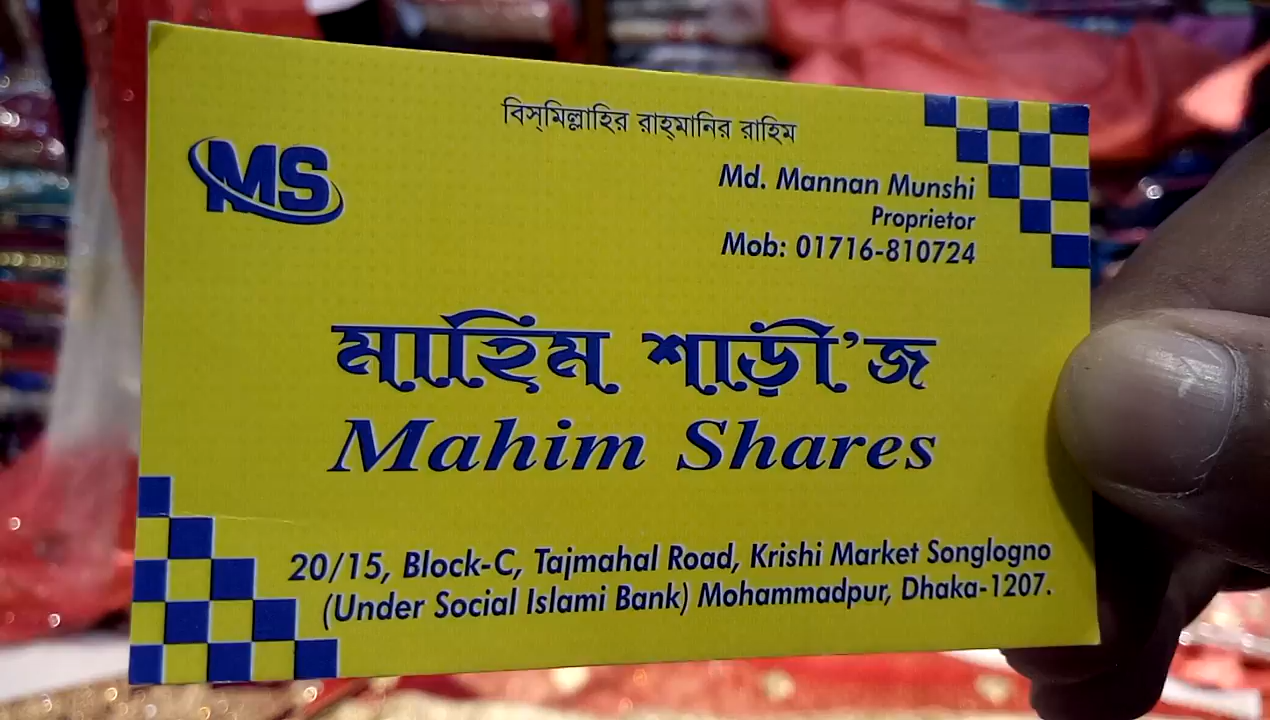 বিস্‌মিল্লাহির রাহ্‌মানির রাহিম
MS
Md. Mannan Munshi
Proprietor
Mob: 01716-810724
মাহিম শাড়ী'জ
Mahim Shares
20/15, Block-C, Tajmahal Road, Krishi Market Songlogno
(Under Social Islami Bank) Mohammadpur, Dhaka-1207.